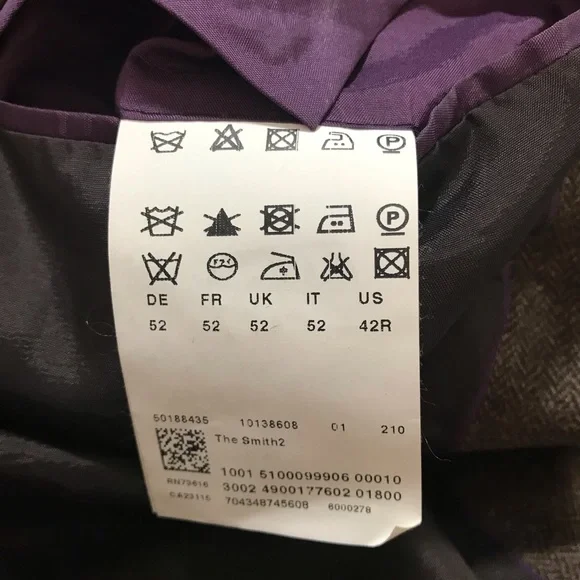 P
P
DE FR UK IT US
52 52 52 52 42R
50188435 10138608 01 210
The Smith2
1001 5100099906 00010
RN79616 3002 4900177602 01800
CA23115 704348745608 6000278